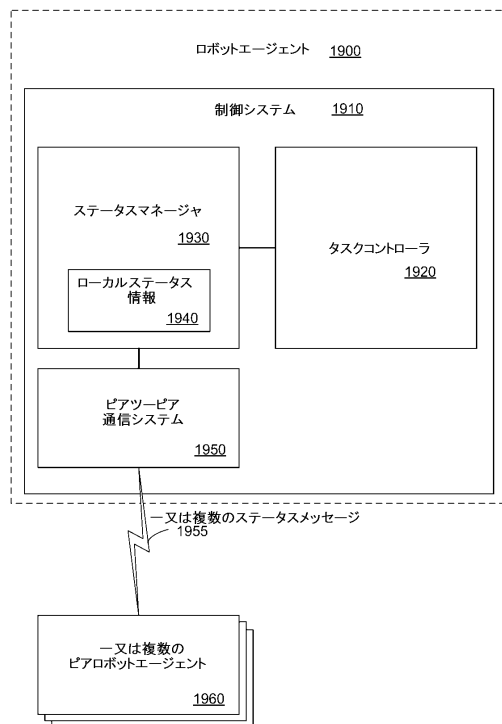 ロボットエージェント 1900
制御システム 1910
ステータスマネージャ
1930
タスクコントローラ
1920
ローカルステータス
情報
1940
ピアツーピア
通信システム
1950
一又は複数のステータスメッセージ
1955
一又は複数の
ピアロボットエージェント
1960